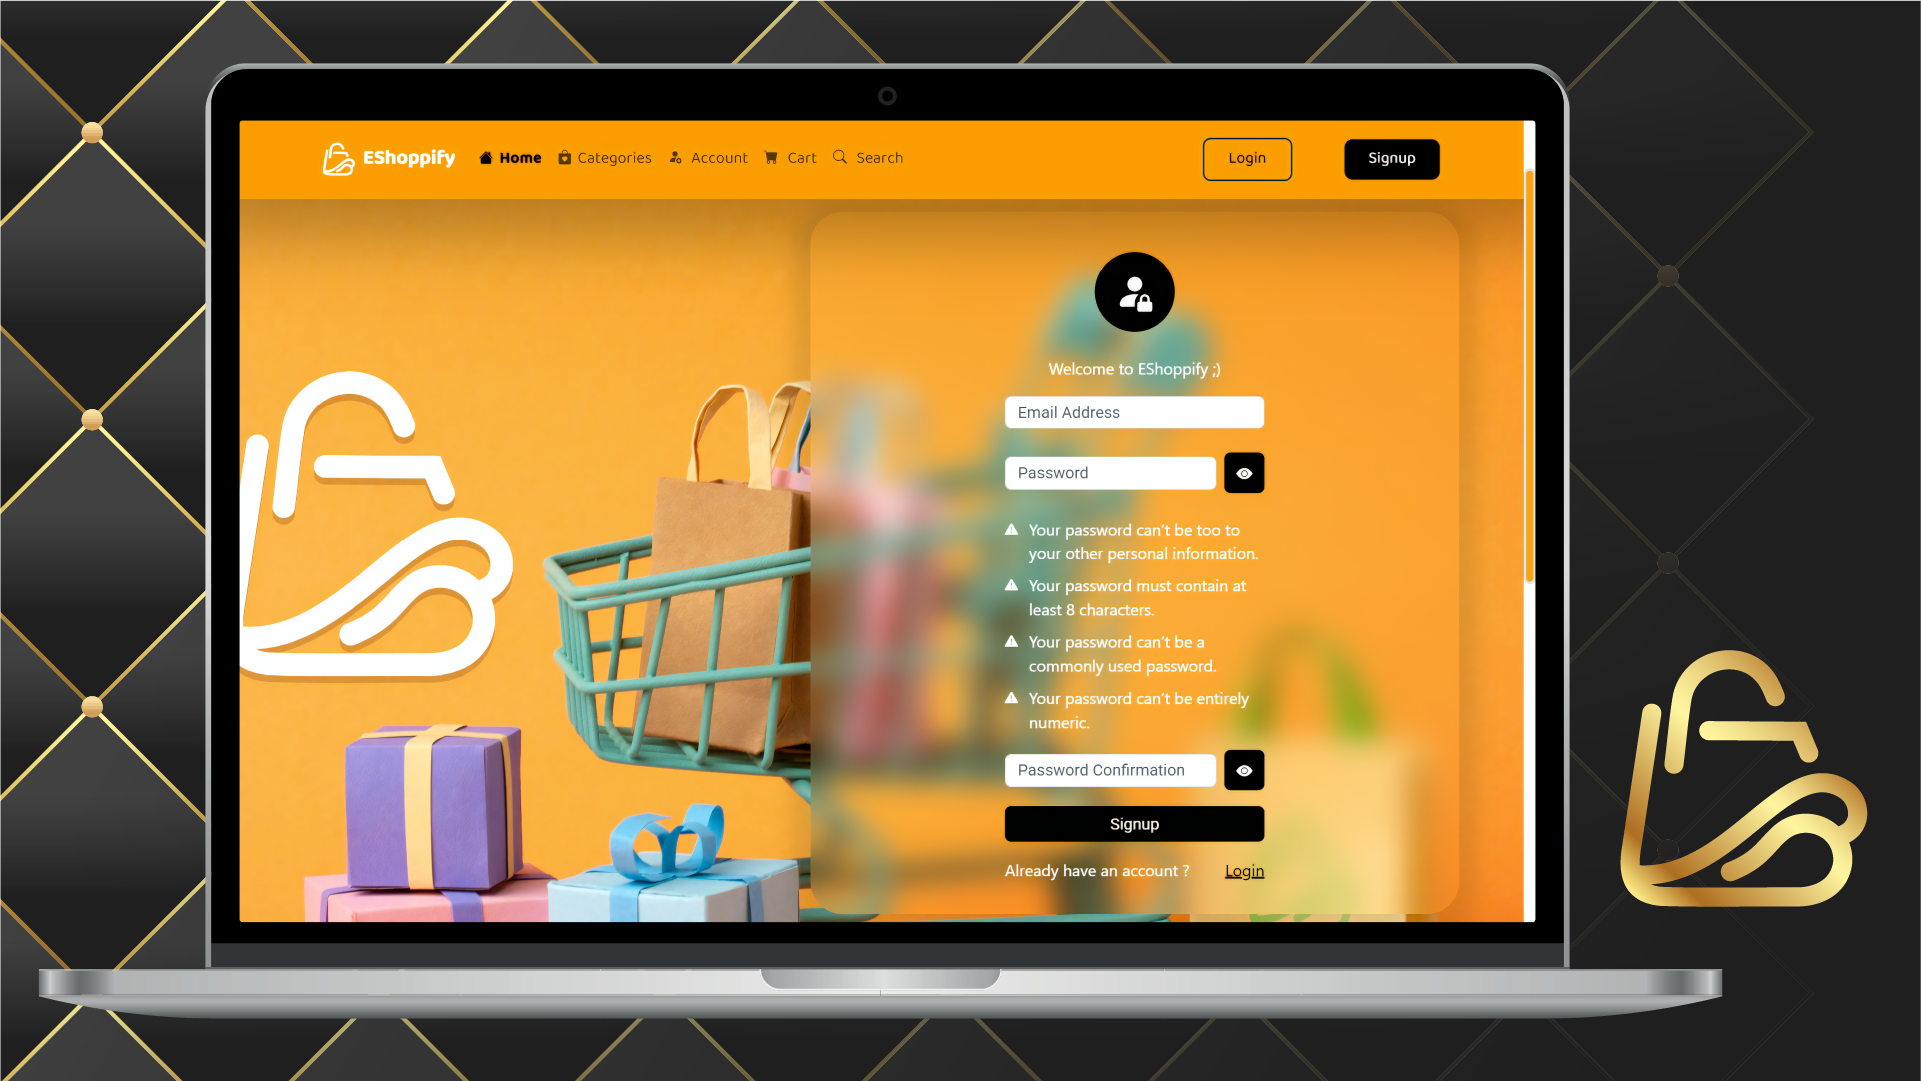 EShoppify Home Categories Account Cart Search Login Signup
Welcome to EShoppify ;)
Email Address
Password
Your password can't be too to
your other personal information.
Your password must contain at
least 8 characters.
Your password can't be a
commonly used password.
Your password can't be entirely
numeric.
Password Confirmation
Signup
Already have an account ? Login